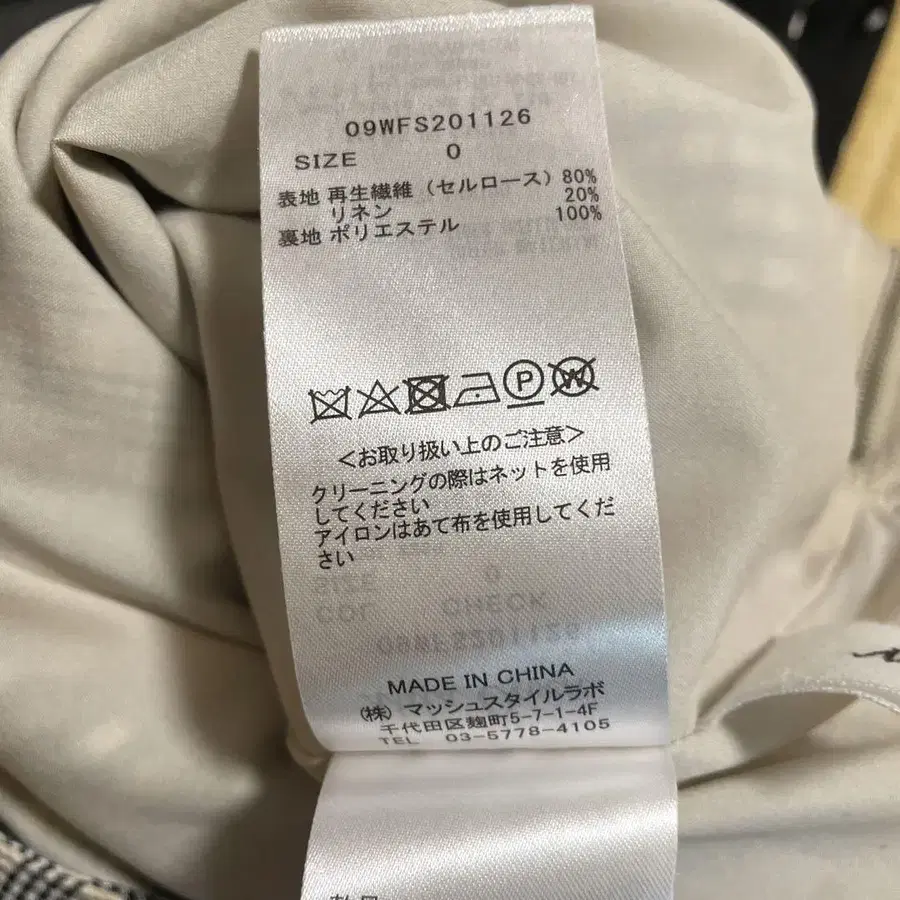 09WFS201126
SIZE 0
表地 再生繊維(セルロース) 80%
リネン 20%
裏地 ポリエステル 100%
P
W
<お取り扱い上のご注意>
クリーニングの際はネットを使用
してください
アイロンはあて布を使用してくだ
さい
SIZE 0
COL CHECK
09WFS201126
MADE IN CHINA
(株)マッシュスタイルラボ
千代田区麹町5-7-1-4F
TEL 03-5778-4105